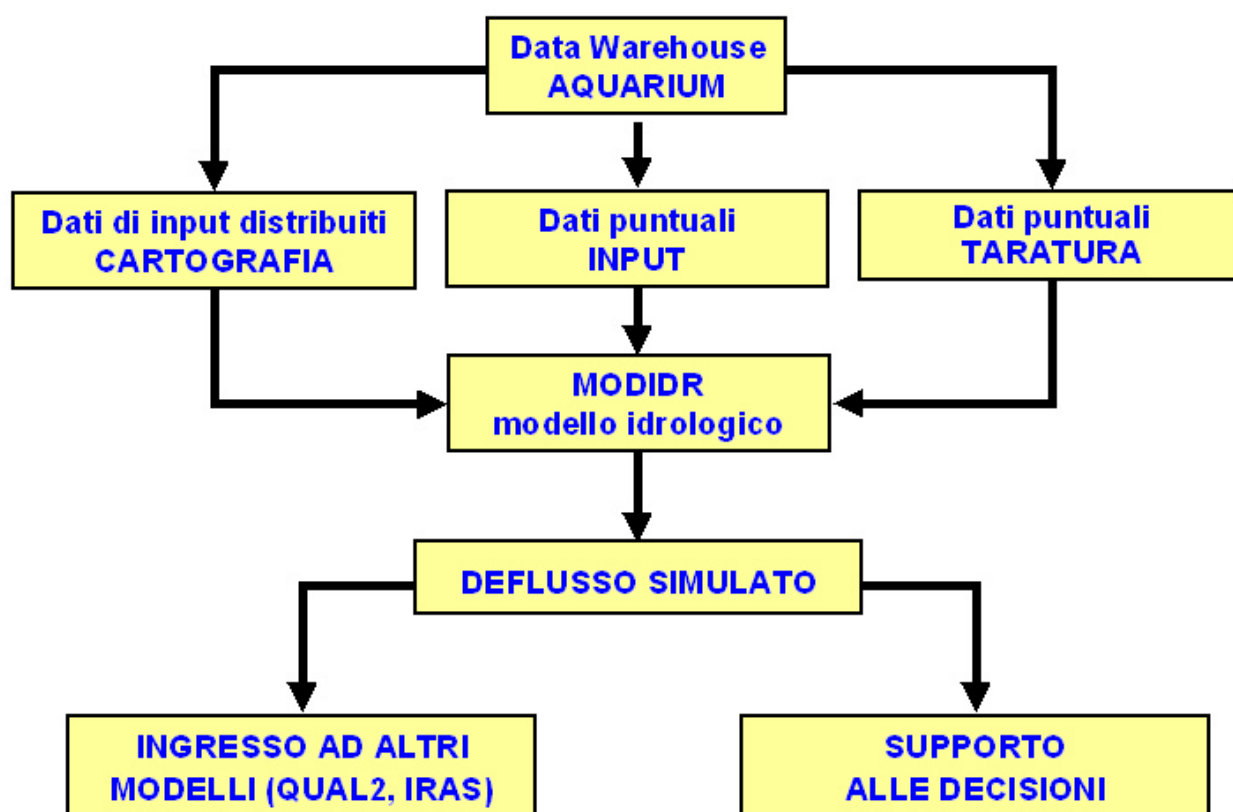 Data Warehouse
AQUARIUM
Dati di input distribuiti
CARTOGRAFIA
Dati puntuali
INPUT
Dati puntuali
TARATURA
MODIDR
modello idrologico
DEFLUSSO SIMULATO
INGRESSO AD ALTRI
MODELLI (QUAL2, IRAS)
SUPPORTO
ALLE DECISIONI